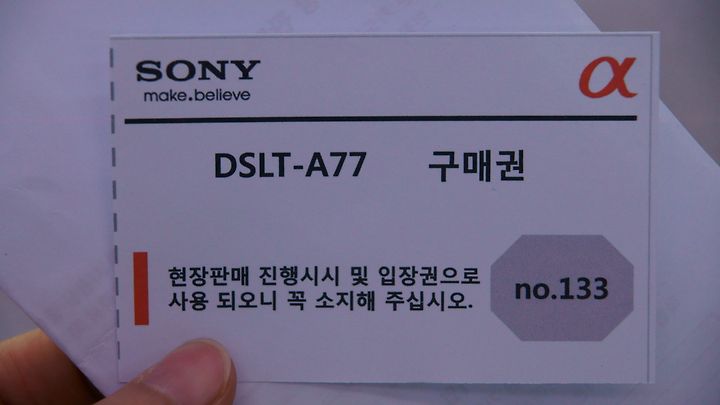 SONY
make.believe
α
DSLT-A77 구매권
현장판매 진행시시 및 입장권으로
사용 되오니 꼭 소지해 주십시오.
no.133